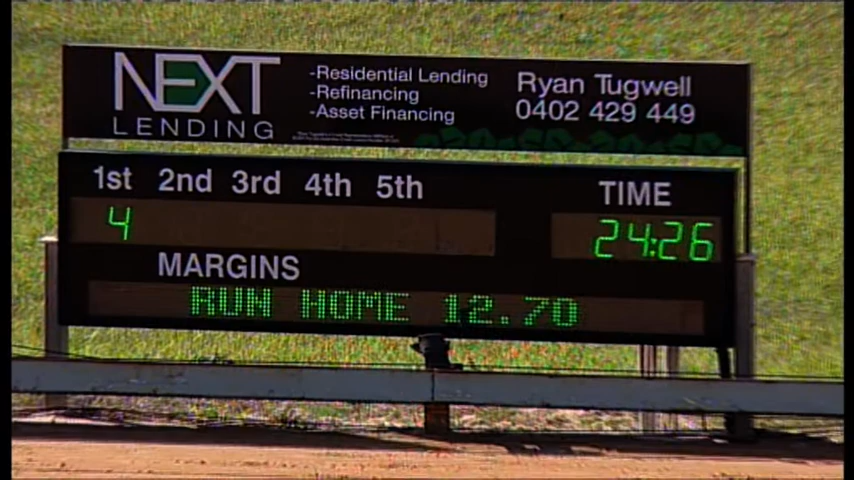 NEXT
LENDING
-Residential Lending
-Refinancing
-Asset Financing
Ryan Tugwell
0402 429 449
1st 2nd 3rd 4th 5th TIME
4 24:26
MARGINS
RUN HOME 12.70